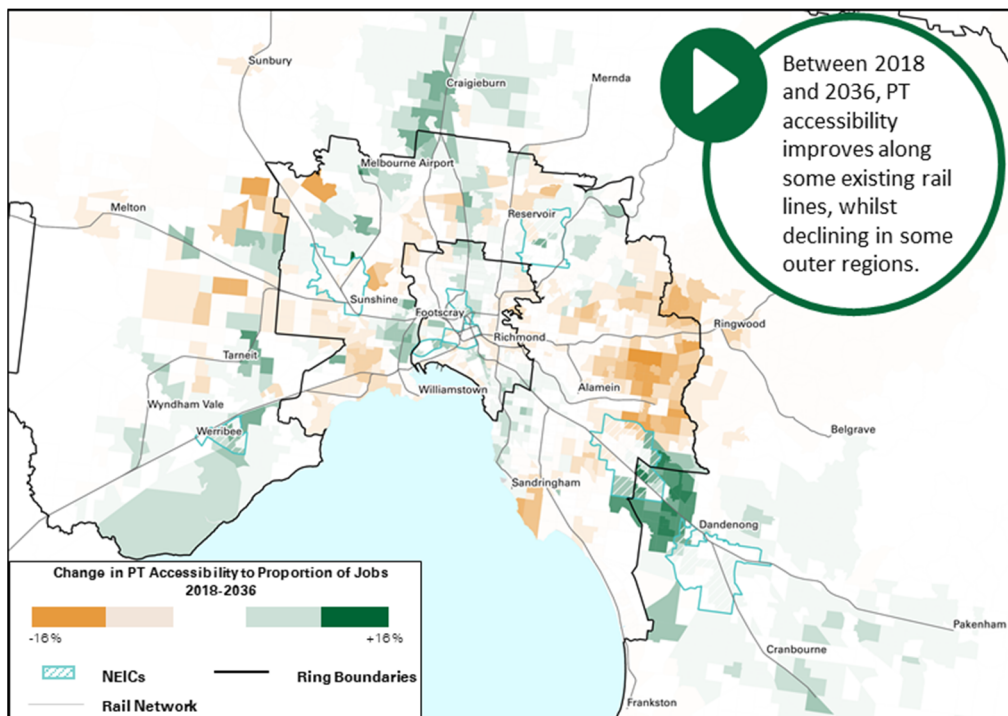 Sunbury
Craigieburn
Mernda
Between 2018
and 2036, PT
accessibility
improves along
some existing rail
lines, whilst
declining in some
outer regions.
Melbourne Airport
Melton
Reservoir
Sunshine
Footscray
Richmond
Ringwood
Tarneit
Williamstown
Alamein
Wyndham Vale
Werribee
Belgrave
Sandringham
Dandenong
Pakenham
Cranbourne
Frankston
Change in PT Accessibility to Proportion of Jobs
2018-2036
-16%
+16%
NEICs
Ring Boundaries
Rail Network